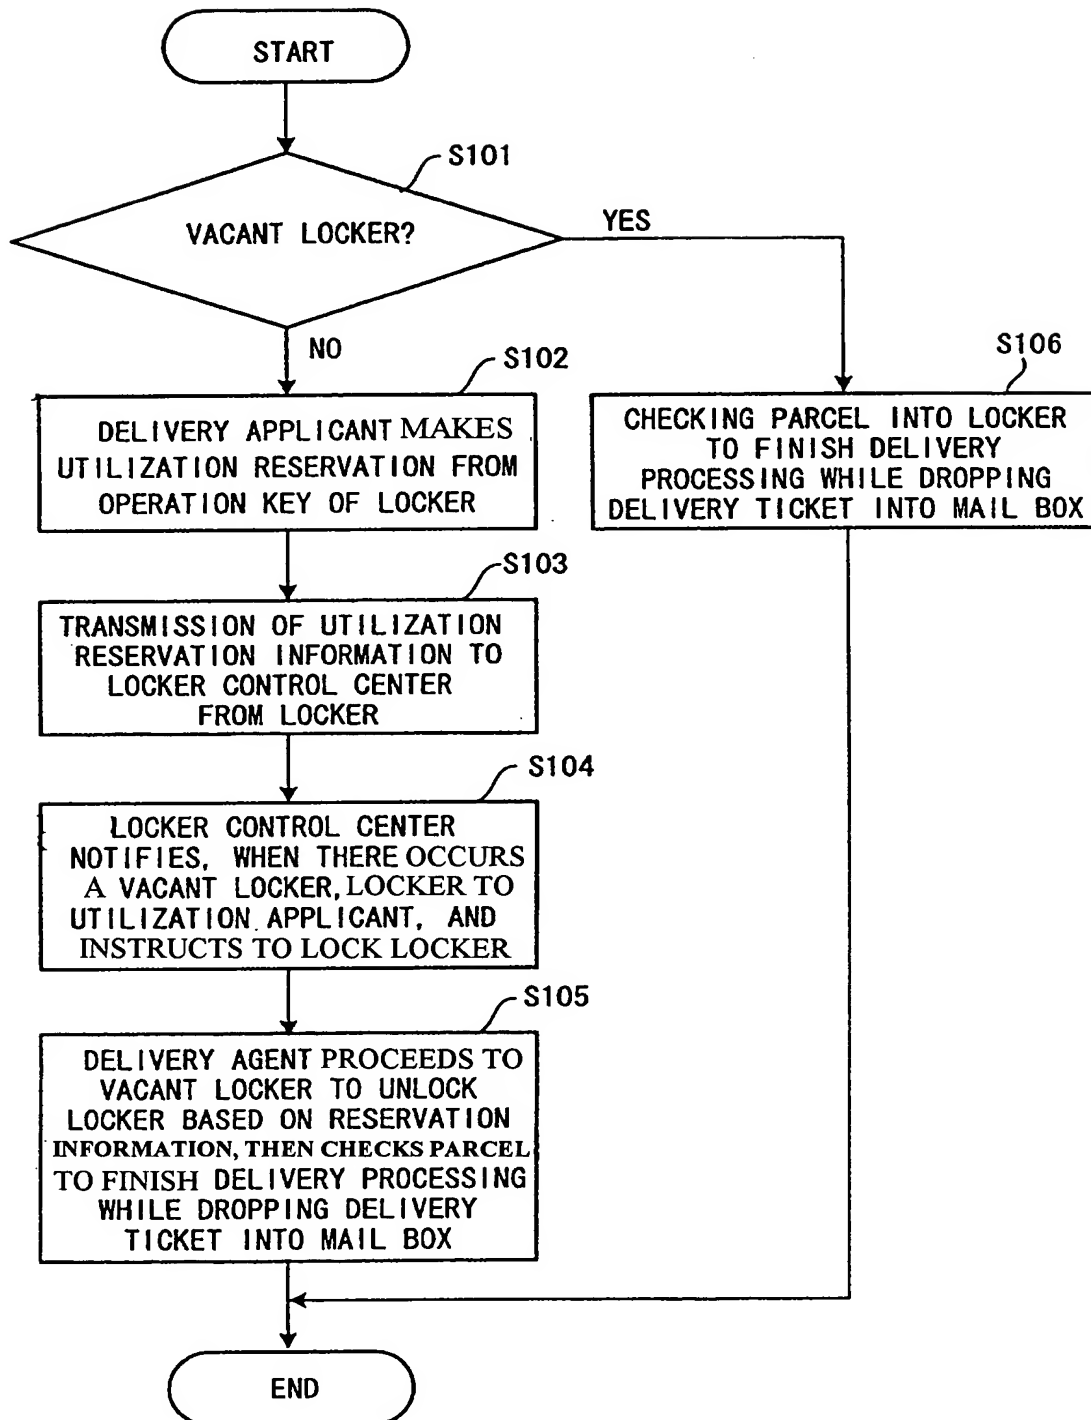 START
S101
VACANT LOCKER?
YES
NO
S102
DELIVERY APPLICANT MAKES
UTILIZATION RESERVATION FROM
OPERATION KEY OF LOCKER
S106
CHECKING PARCEL INTO LOCKER
TO FINISH DELIVERY
PROCESSING WHILE DROPPING
DELIVERY TICKET INTO MAIL BOX
S103
TRANSMISSION OF UTILIZATION
RESERVATION INFORMATION TO
LOCKER CONTROL CENTER
FROM LOCKER
S104
LOCKER CONTROL CENTER
NOTIFIES, WHEN THERE OCCURS
A VACANT LOCKER, LOCKER TO
UTILIZATION APPLICANT, AND
INSTRUCTS TO LOCK LOCKER
S105
DELIVERY AGENT PROCEEDS TO
VACANT LOCKER TO UNLOCK
LOCKER BASED ON RESERVATION
INFORMATION, THEN CHECKS PARCEL
TO FINISH DELIVERY PROCESSING
WHILE DROPPING DELIVERY
TICKET INTO MAIL BOX
END